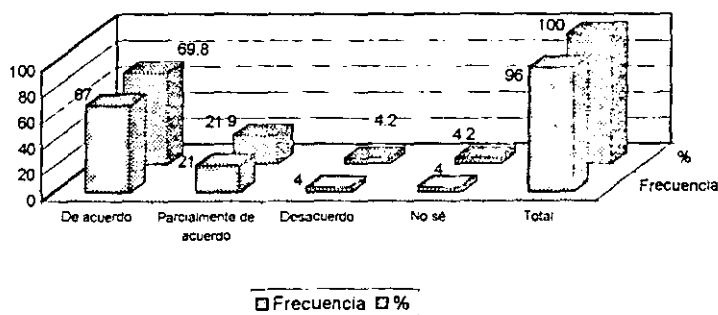 100
80
60
40
20
0
67
69.8
21
21.9
4
4.2
4
4.2
96
100
%
Frecuencia
De acuerdo
Parcialmente de
acuerdo
Desacuerdo
No sé
Total
Frecuencia %